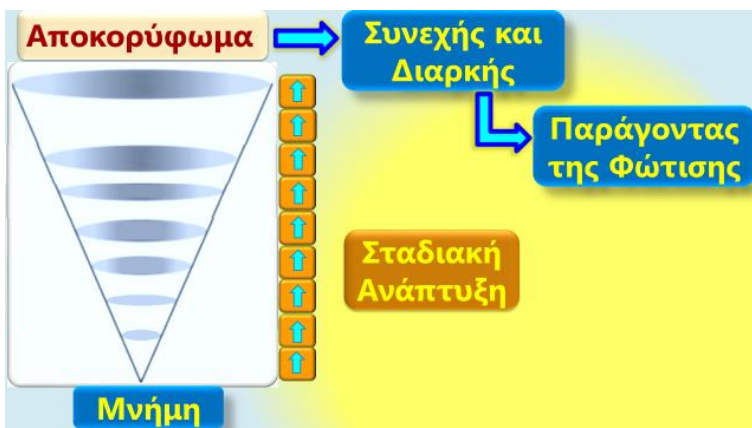 Αποκορύφωμα
Συνεχής και
Διαρκής
Παράγοντας
της Φώτισης
Σταδιακή
Ανάπτυξη
Μνήμη